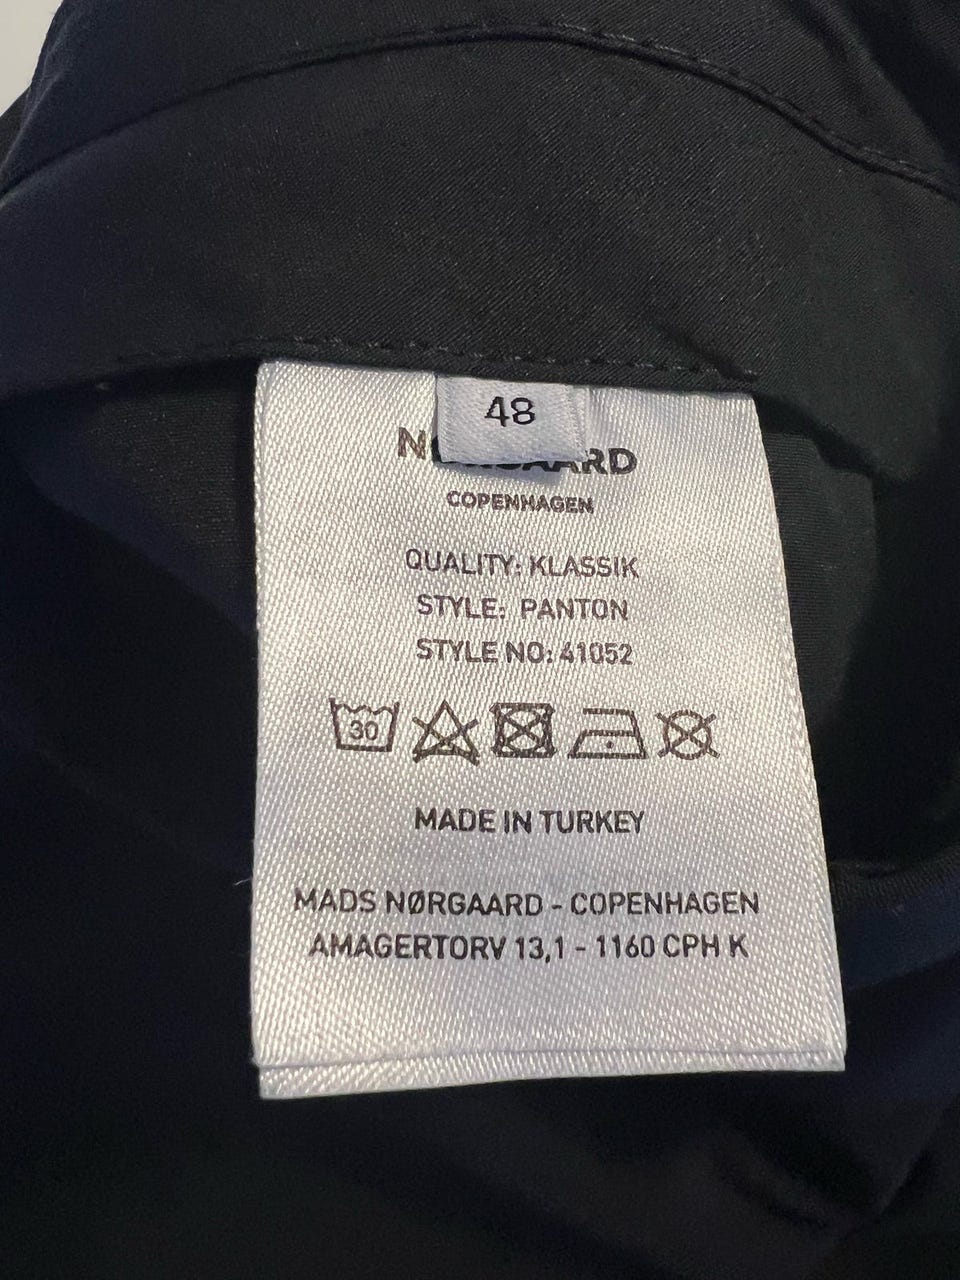 48
COPENHAGEN
QUALITY: KLASSIK
STYLE: PANTON
STYLE NO: 41052
30
MADE IN TURKEY
MADS NØRGAARD - COPENHAGEN
AMAGERTORV 13,1 - 1160 CPH K